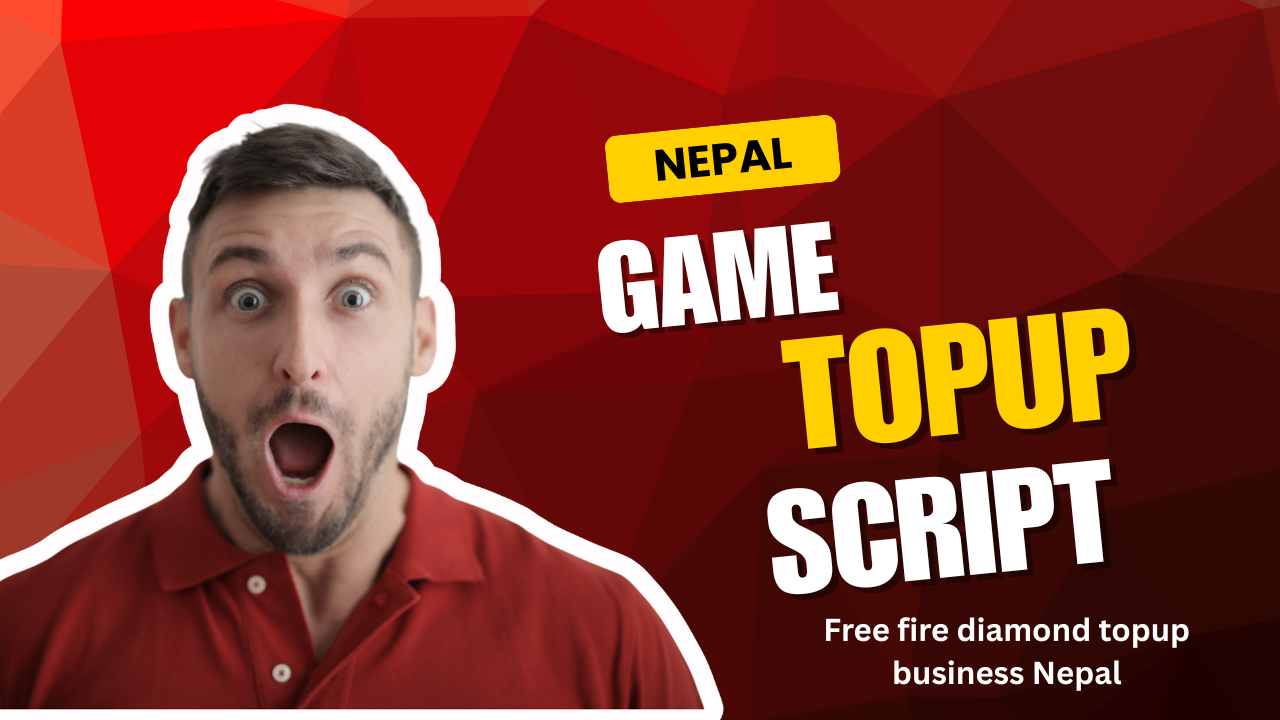 NEPAL
GAME
TOPUP
SCRIPT
Free fire diamond topup
business Nepal